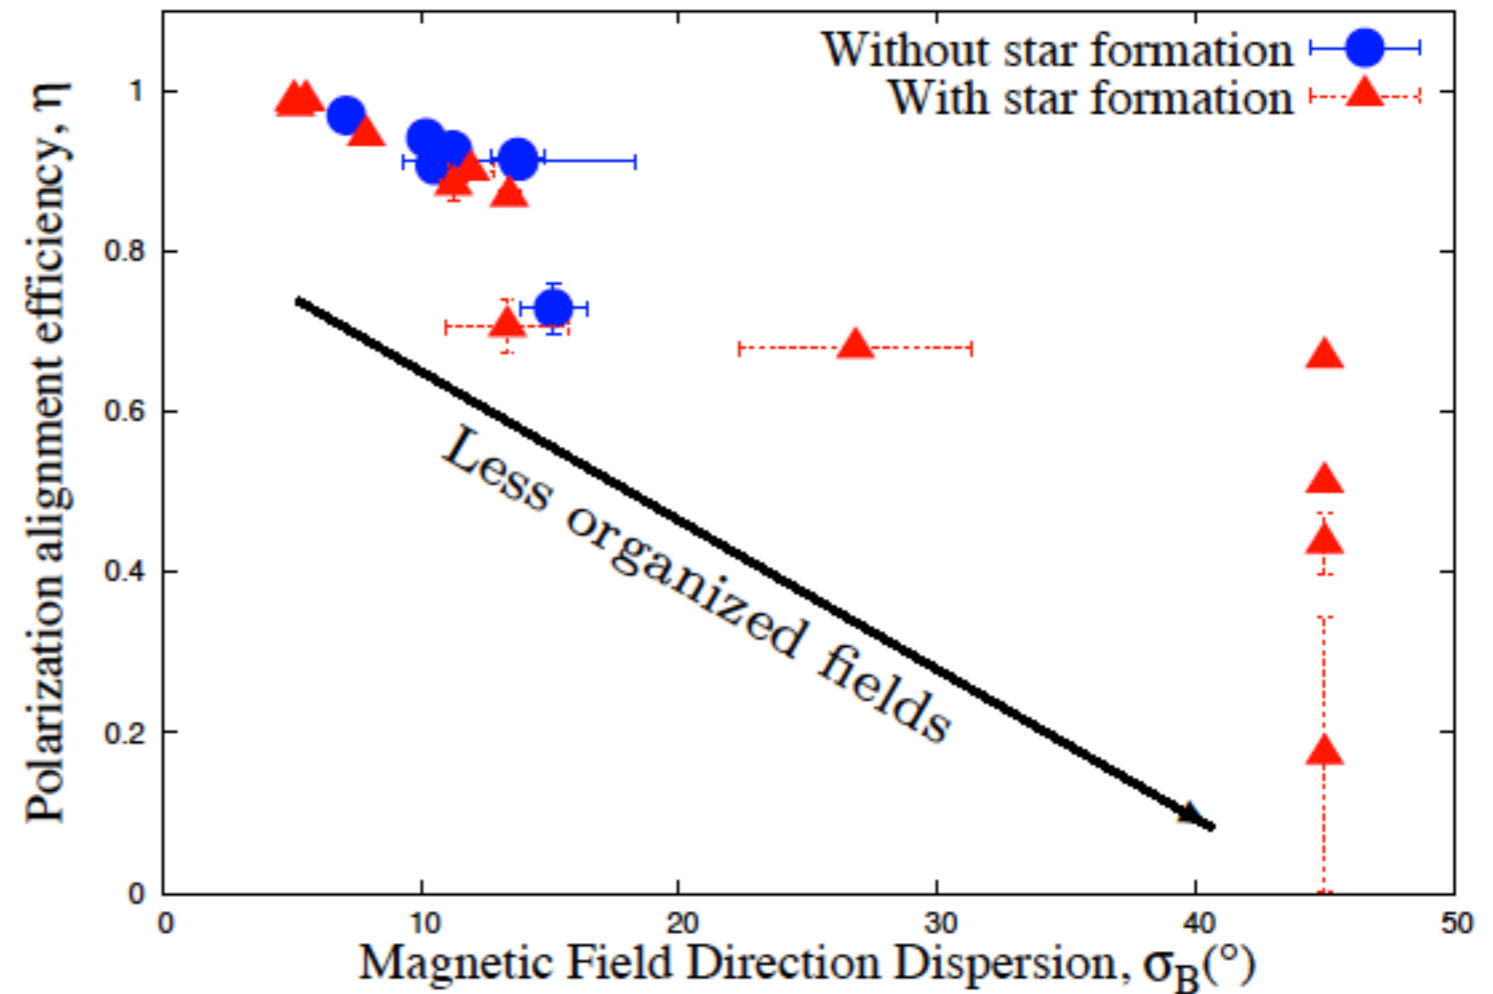 Without star formation
With star formation
Polarization alignment efficiency, η
1
0.8
0.6
0.4
0.2
0
Less organized fields
0 10 20 30 40 50
Magnetic Field Direction Dispersion, σB(°)